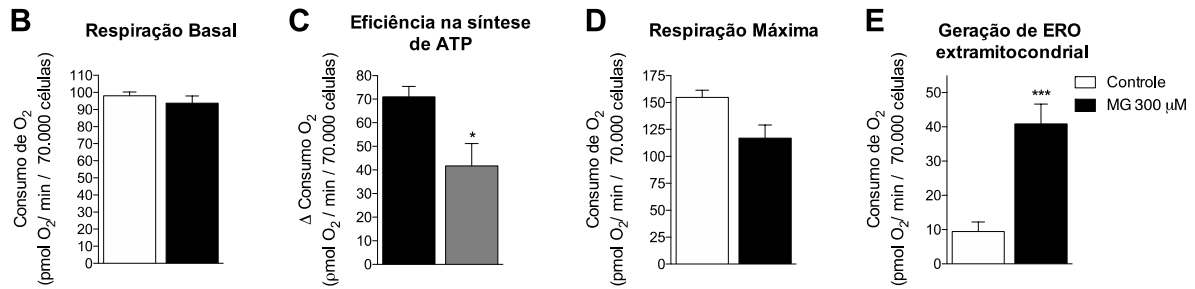 B
Respiração Basal
Consumo de O2
(pmol O2/ min / 70.000 células)
110
100
90
80
70
60
50
40
30
20
10
0
C
Eficiência na síntese
de ATP
Δ Consumo O2
(ρmol O2/ min / 70.000 células)
80
70
60
50
40
30
20
10
0
*
D
Respiração Máxima
Consumo de O2
(pmol O2/ min / 70.000 células)
175
150
125
100
75
50
25
0
E
Geração de ERO
extramitocondrial
Consumo de O2
(pmol O2/ min / 70.000 células)
50
40
30
20
10
0
***
Controle
MG 300 µM